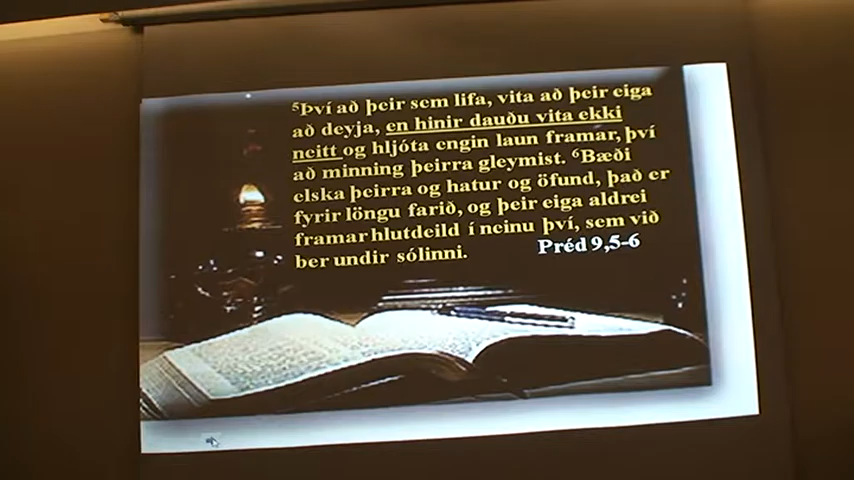 ⁵Því að þeir sem lifa, vita að þeir eiga
að deyja, en hinir dauðu vita ekki
neitt og hljóta engin laun framar, því
að minning þeirra gleymist. ⁶Bæði
elska þeirra og hatur og öfund, það er
fyrir löngu farið, og þeir eiga aldrei
framar hlutdeild í neinu því, sem við
ber undir sólinni. Préd 9,5-6